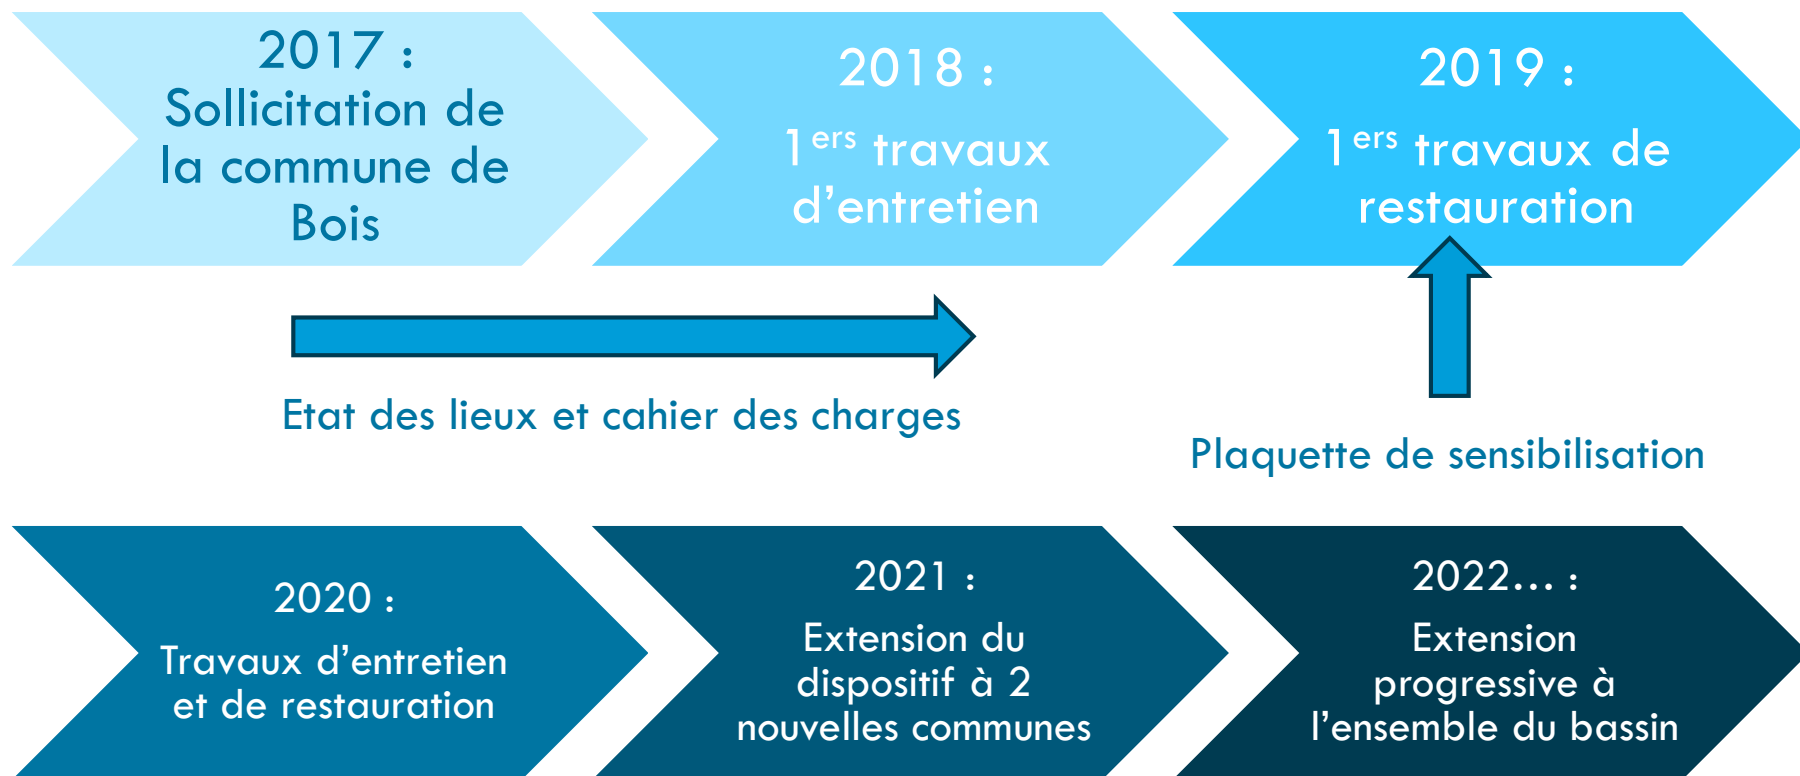 2017 :
Sollicitation de
la commune de
Bois
2018 :
1ers travaux
d’entretien
2019 :
1ers travaux de
restauration
Etat des lieux et cahier des charges
Plaquette de sensibilisation
2020 :
Travaux d’entretien
et de restauration
2021 :
Extension du
dispositif à 2
nouvelles communes
2022... :
Extension
progressive à
l’ensemble du bassin